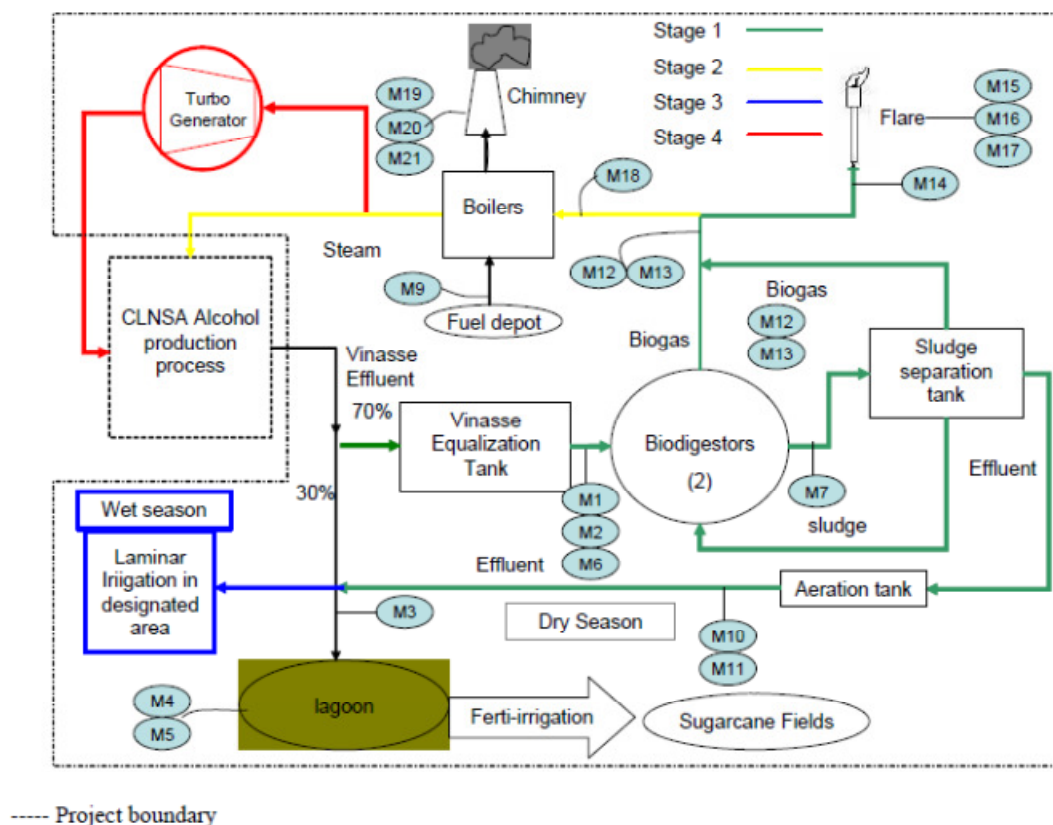 Stage 1
Stage 2
Stage 3
Stage 4
Turbo
Generator
M19
M20
M21
Chimney
Flare
M15
M16
M17
M14
M18
Boilers
Steam
M12
M13
M9
Fuel depot
CLNSA Alcohol
production
process
Vinasse
Effluent
70%
30%
Biogas
Biogas
M12
M13
Sludge
separation
tank
Vinasse
Equalization
Tank
Biodigestors
(2)
M1
M2
M6
M7
sludge
Effluent
Wet season
Laminar
Iriigation in
designated
area
Effluent
Aeration tank
M3
Dry Season
M10
M11
M4
M5
lagoon
Ferti-irrigation
Sugarcane Fields
----- Project boundary